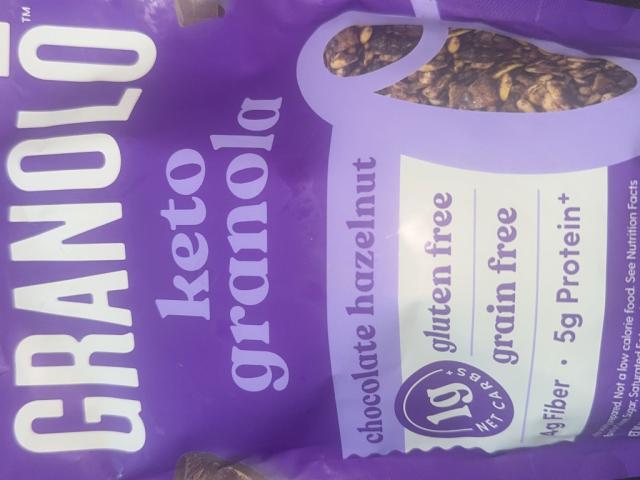 GRANOLŌ™
keto
granola
chocolate hazelnut
1g
NET CARBS+
gluten free
grain free
4g Fiber · 5g Protein+
Not a low calorie food. See Nutrition Facts